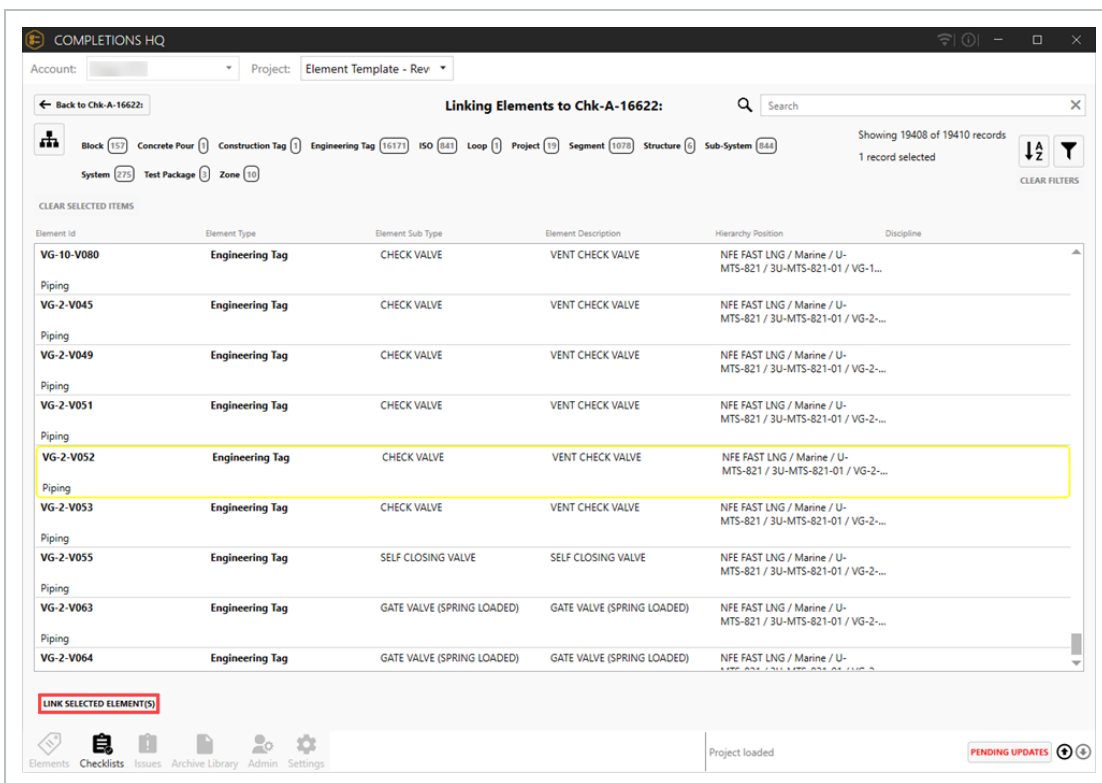 COMPLETIONS HQ
Account: Project: Element Template - Rev
Back to Chk-A-16622: Linking Elements to Chk-A-16622: Search
Block 157 Concrete Pour 1 Construction Tag 1 Engineering Tag 16171 ISO 841 Loop 1 Project 19 Segment 1078 Structure 6 Sub-System 844
System 275 Test Package 3 Zone 10
Showing 19408 of 19410 records
1 record selected
CLEAR FILTERS
CLEAR SELECTED ITEMS
Element Id Element Type Element Sub Type Element Description Hierarchy Position Discipline
VG-10-V080 Engineering Tag CHECK VALVE VENT CHECK VALVE NFE FAST LNG / Marine / U-
MTS-821 / 3U-MTS-821-01 / VG-1...
Piping
VG-2-V045 Engineering Tag CHECK VALVE VENT CHECK VALVE NFE FAST LNG / Marine / U-
MTS-821 / 3U-MTS-821-01 / VG-2-...
Piping
VG-2-V049 Engineering Tag CHECK VALVE VENT CHECK VALVE NFE FAST LNG / Marine / U-
MTS-821 / 3U-MTS-821-01 / VG-2-...
Piping
VG-2-V051 Engineering Tag CHECK VALVE VENT CHECK VALVE NFE FAST LNG / Marine / U-
MTS-821 / 3U-MTS-821-01 / VG-2-...
Piping
VG-2-V052 Engineering Tag CHECK VALVE VENT CHECK VALVE NFE FAST LNG / Marine / U-
MTS-821 / 3U-MTS-821-01 / VG-2-...
Piping
VG-2-V053 Engineering Tag CHECK VALVE VENT CHECK VALVE NFE FAST LNG / Marine / U-
MTS-821 / 3U-MTS-821-01 / VG-2-...
Piping
VG-2-V055 Engineering Tag SELF CLOSING VALVE SELF CLOSING VALVE NFE FAST LNG / Marine / U-
MTS-821 / 3U-MTS-821-01 / VG-2-...
Piping
VG-2-V063 Engineering Tag GATE VALVE (SPRING LOADED) GATE VALVE (SPRING LOADED) NFE FAST LNG / Marine / U-
MTS-821 / 3U-MTS-821-01 / VG-2-...
Piping
VG-2-V064 Engineering Tag GATE VALVE (SPRING LOADED) GATE VALVE (SPRING LOADED) NFE FAST LNG / Marine / U-
LINK SELECTED ELEMENT(S)
Elements Checklists Issues Archive Library Admin Settings Project loaded PENDING UPDATES